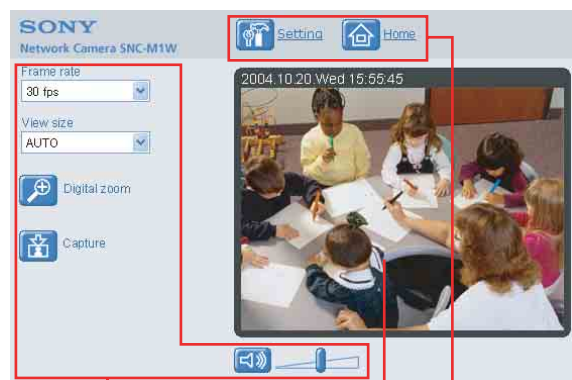 SONY
Network Camera SNC-M1W
Setting
Home
Frame rate
30 fps
View size
AUTO
Digital zoom
Capture
2004.10.20.Wed 15:55:45